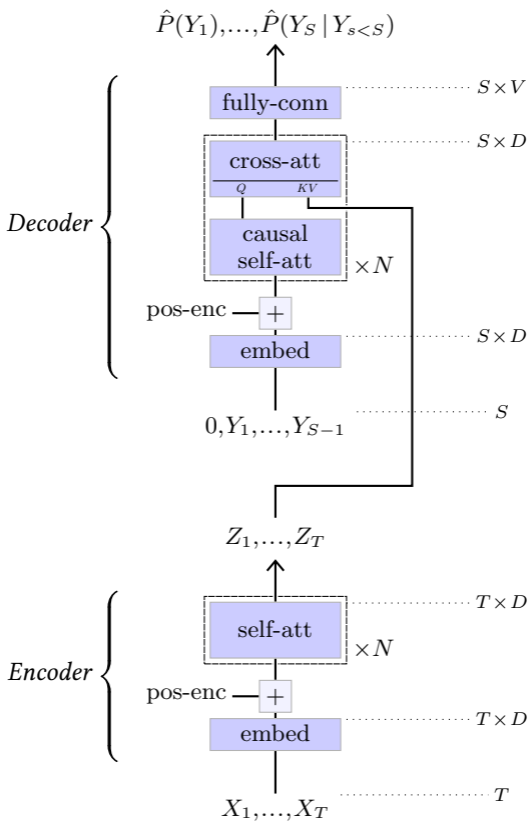 P̂(Y₁),...,P̂(Y_S | Y_{s<S})
fully-conn
S×V
cross-att
S×D
Q
KV
Decoder
causal
self-att
×N
pos-enc
+
embed
S×D
0,Y₁,...,Y_{S−1}
S
Z₁,...,Z_T
self-att
T×D
×N
Encoder
pos-enc
+
embed
T×D
X₁,...,X_T
T